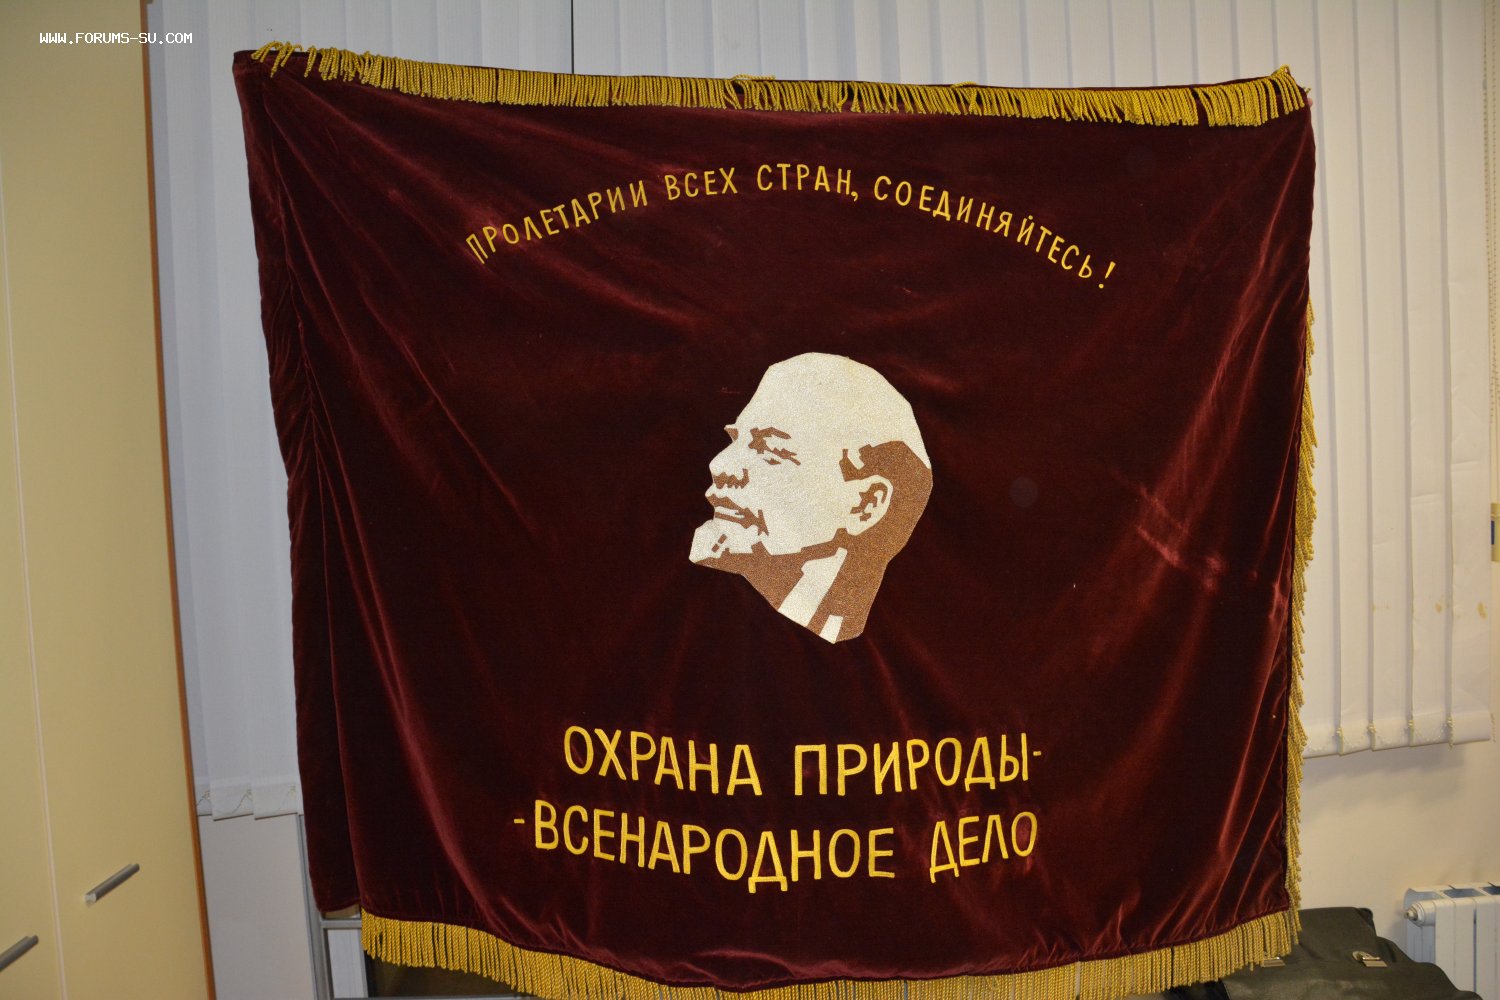 WWW.FORUMS-SU.COM
ПРОЛЕТАРИИ ВСЕХ СТРАН, СОЕДИНЯЙТЕСЬ!
ОХРАНА ПРИРОДЫ-
-ВСЕНАРОДНОЕ ДЕЛО